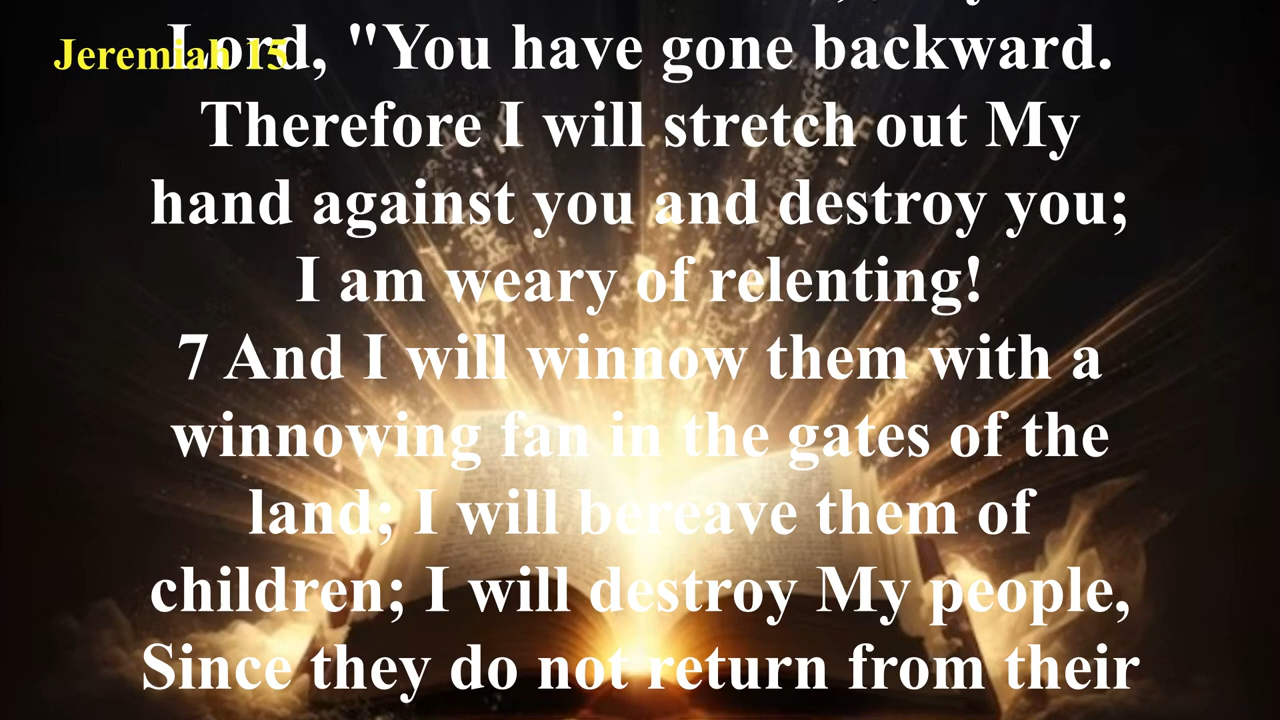 Jeremiah 15
Lord, "You have gone backward.
Therefore I will stretch out My
hand against you and destroy you;
I am weary of relenting!
7 And I will winnow them with a
winnowing fan in the gates of the
land; I will bereave them of
children; I will destroy My people,
Since they do not return from their